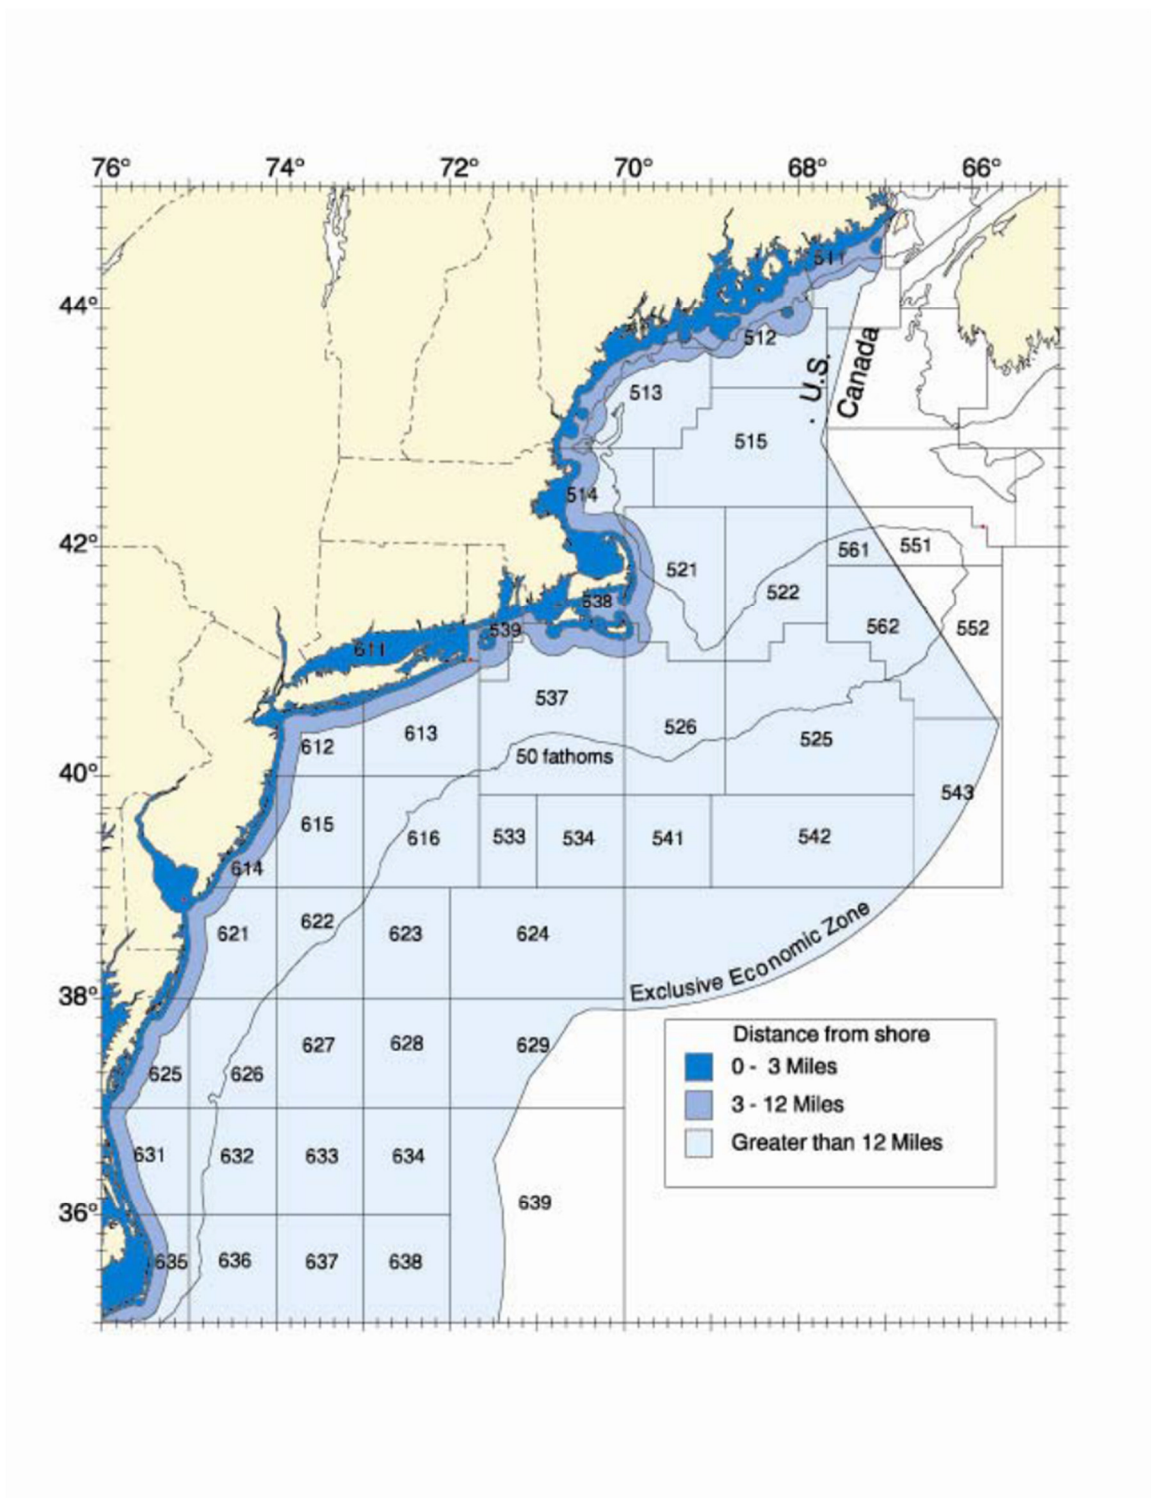 76° 74° 72° 70° 68° 66°
511
44°
512
U.S.
Canada
513
515
514
42°
561 551
521
522
538
562 552
539
611
537
526
612 613 525
50 fathoms
40°
543
615
616 533 534 541 542
614
622
621 623 624
Exclusive Economic Zone
38°
Distance from shore
627 628 629
0 - 3 Miles
625 626
3 - 12 Miles
Greater than 12 Miles
631 632 633 634
639
36°
635 636 637 638